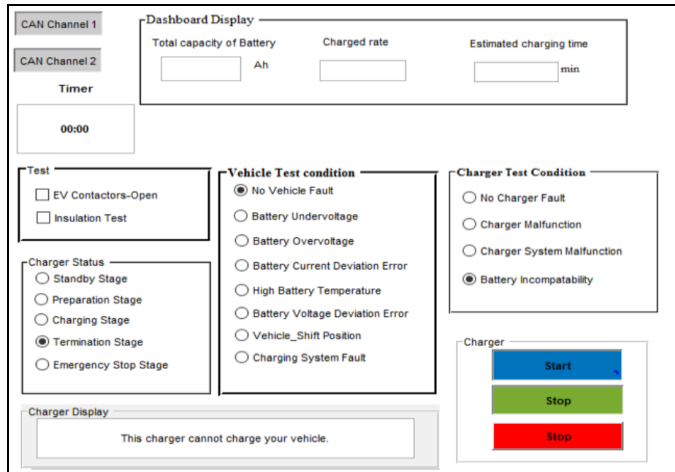 CAN Channel 1
CAN Channel 2
Timer
00:00
Dashboard Display
Total capacity of Battery
Ah
Charged rate
Estimated charging time
min
Test
EV Contactors-Open
Insulation Test
Charger Status
Standby Stage
Preparation Stage
Charging Stage
Termination Stage
Emergency Stop Stage
Vehicle Test condition
No Vehicle Fault
Battery Undervoltage
Battery Overvoltage
Battery Current Deviation Error
High Battery Temperature
Battery Voltage Deviation Error
Vehicle_Shift Position
Charging System Fault
Charger Test Condition
No Charger Fault
Charger Malfunction
Charger System Malfunction
Battery Incompatability
Charger
Start
Stop
Stop
Charger Display
This charger cannot charge your vehicle.